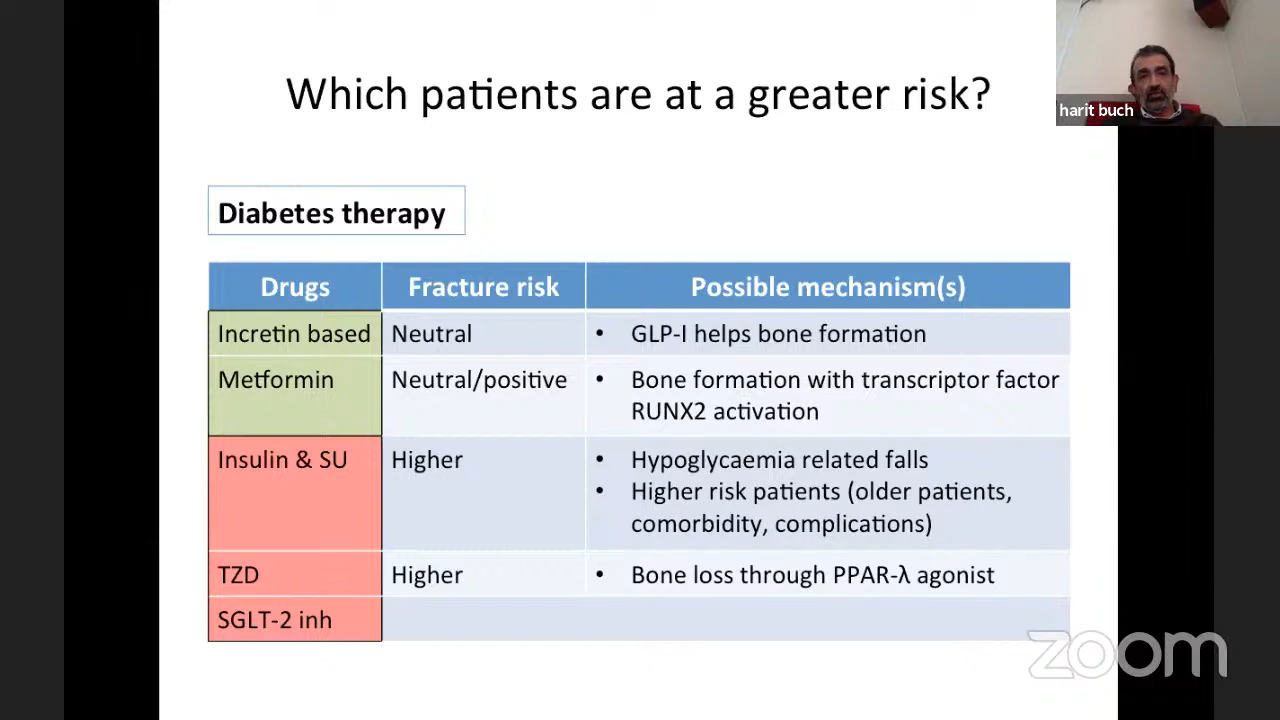 Which patients are at a greater risk?
harit buch
Diabetes therapy
Drugs Fracture risk Possible mechanism(s)
Incretin based Neutral • GLP-I helps bone formation
Metformin Neutral/positive • Bone formation with transcriptor factor
RUNX2 activation
Insulin & SU Higher • Hypoglycaemia related falls
• Higher risk patients (older patients,
comorbidity, complications)
TZD Higher • Bone loss through PPAR-λ agonist
SGLT-2 inh
zoom